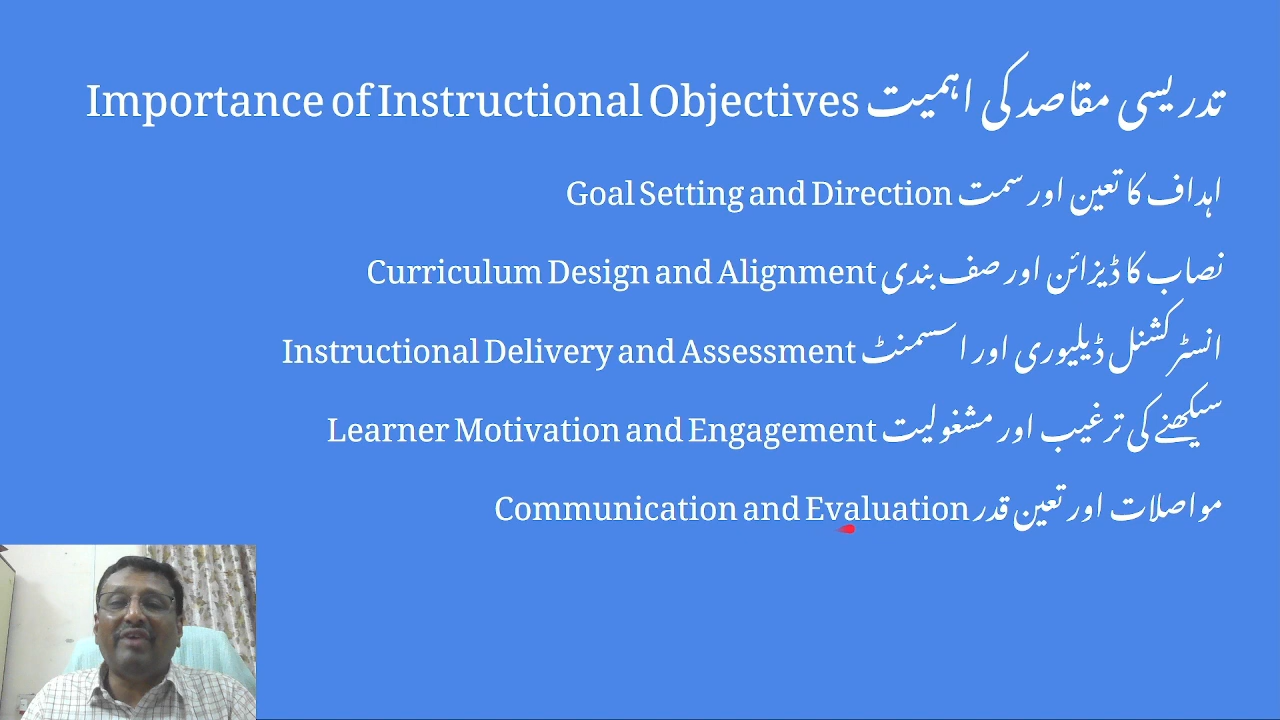 تدریسی مقاصد کی اہمیت Importance of Instructional Objectives
اہداف کا تعین اور سمت Goal Setting and Direction
نصاب کا ڈیزائن اور صف بندی Curriculum Design and Alignment
انسٹرکشنل ڈیلیوری اور اسسمنٹ Instructional Delivery and Assessment
سیکھنے کی ترغیب اور مشغولیت Learner Motivation and Engagement
مواصلات اور تعین قدر Communication and Evaluation